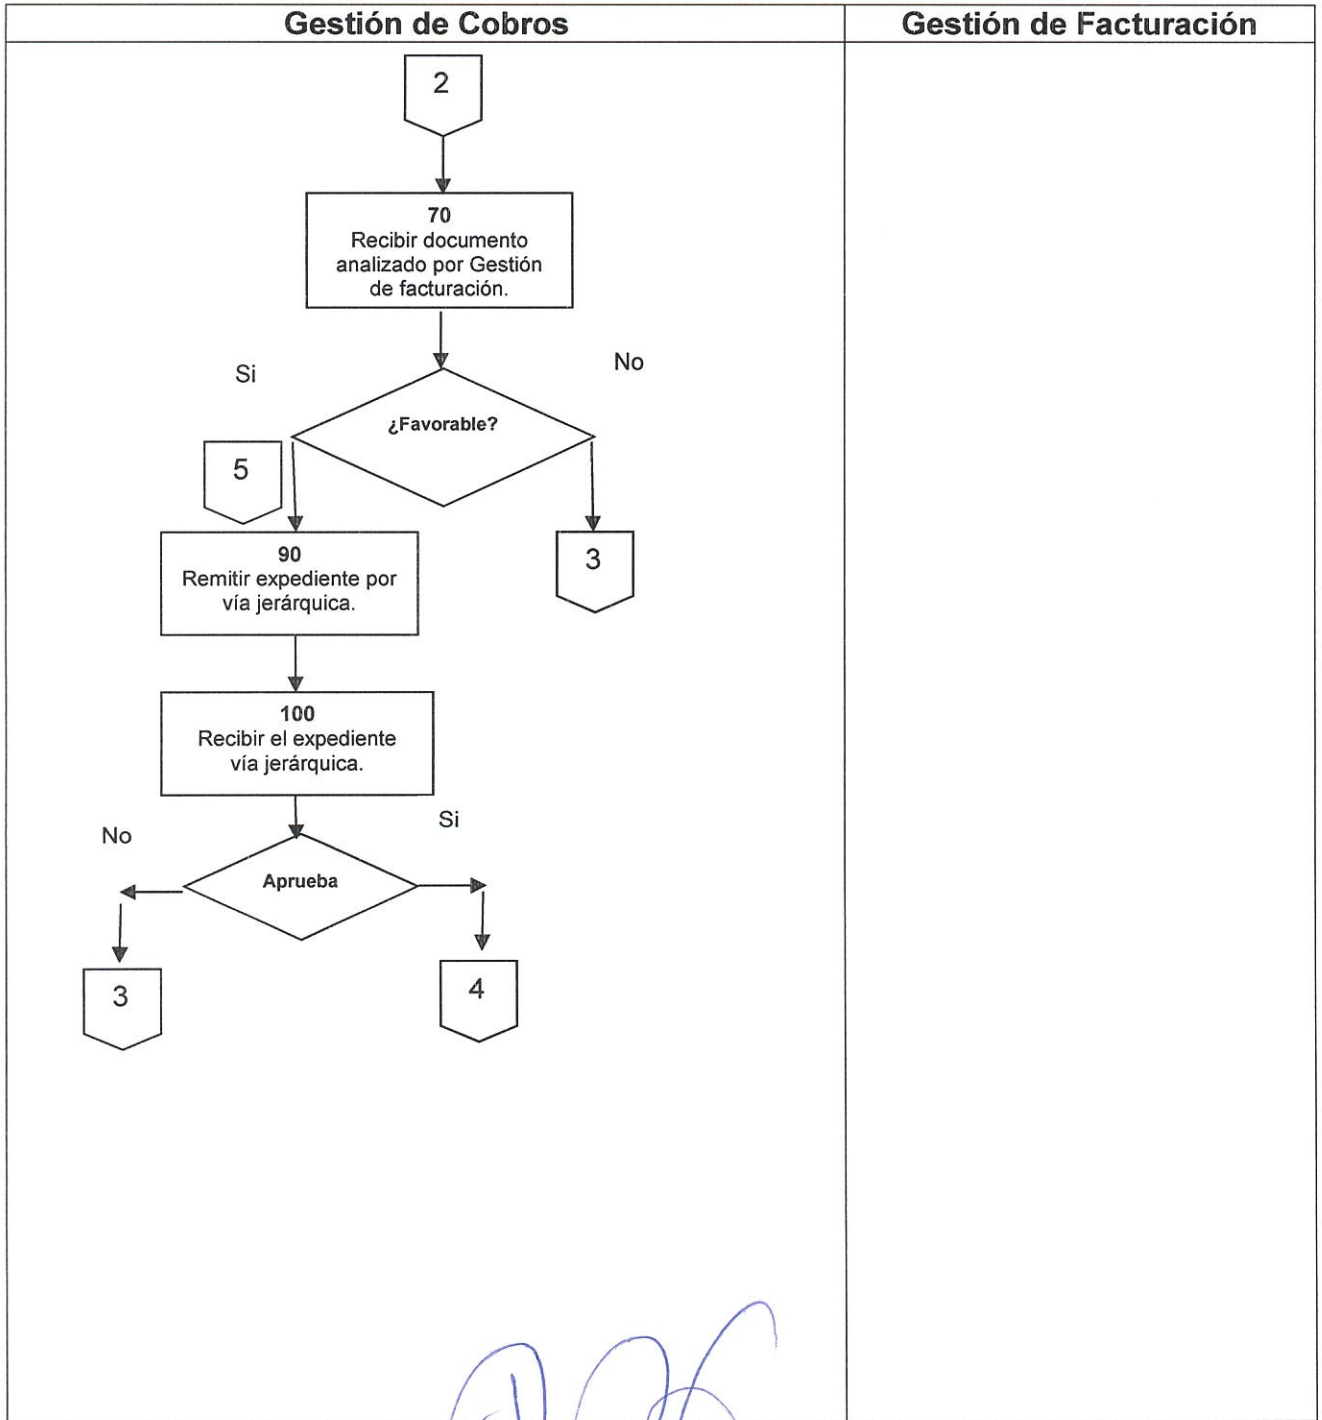 Gestión de Cobros
Gestión de Facturación
2
70
Recibir documento
analizado por Gestión
de facturación.
Si
No
¿Favorable?
5
3
90
Remitir expediente por
vía jerárquica.
100
Recibir el expediente
vía jerárquica.
No
Si
Aprueba
3
4